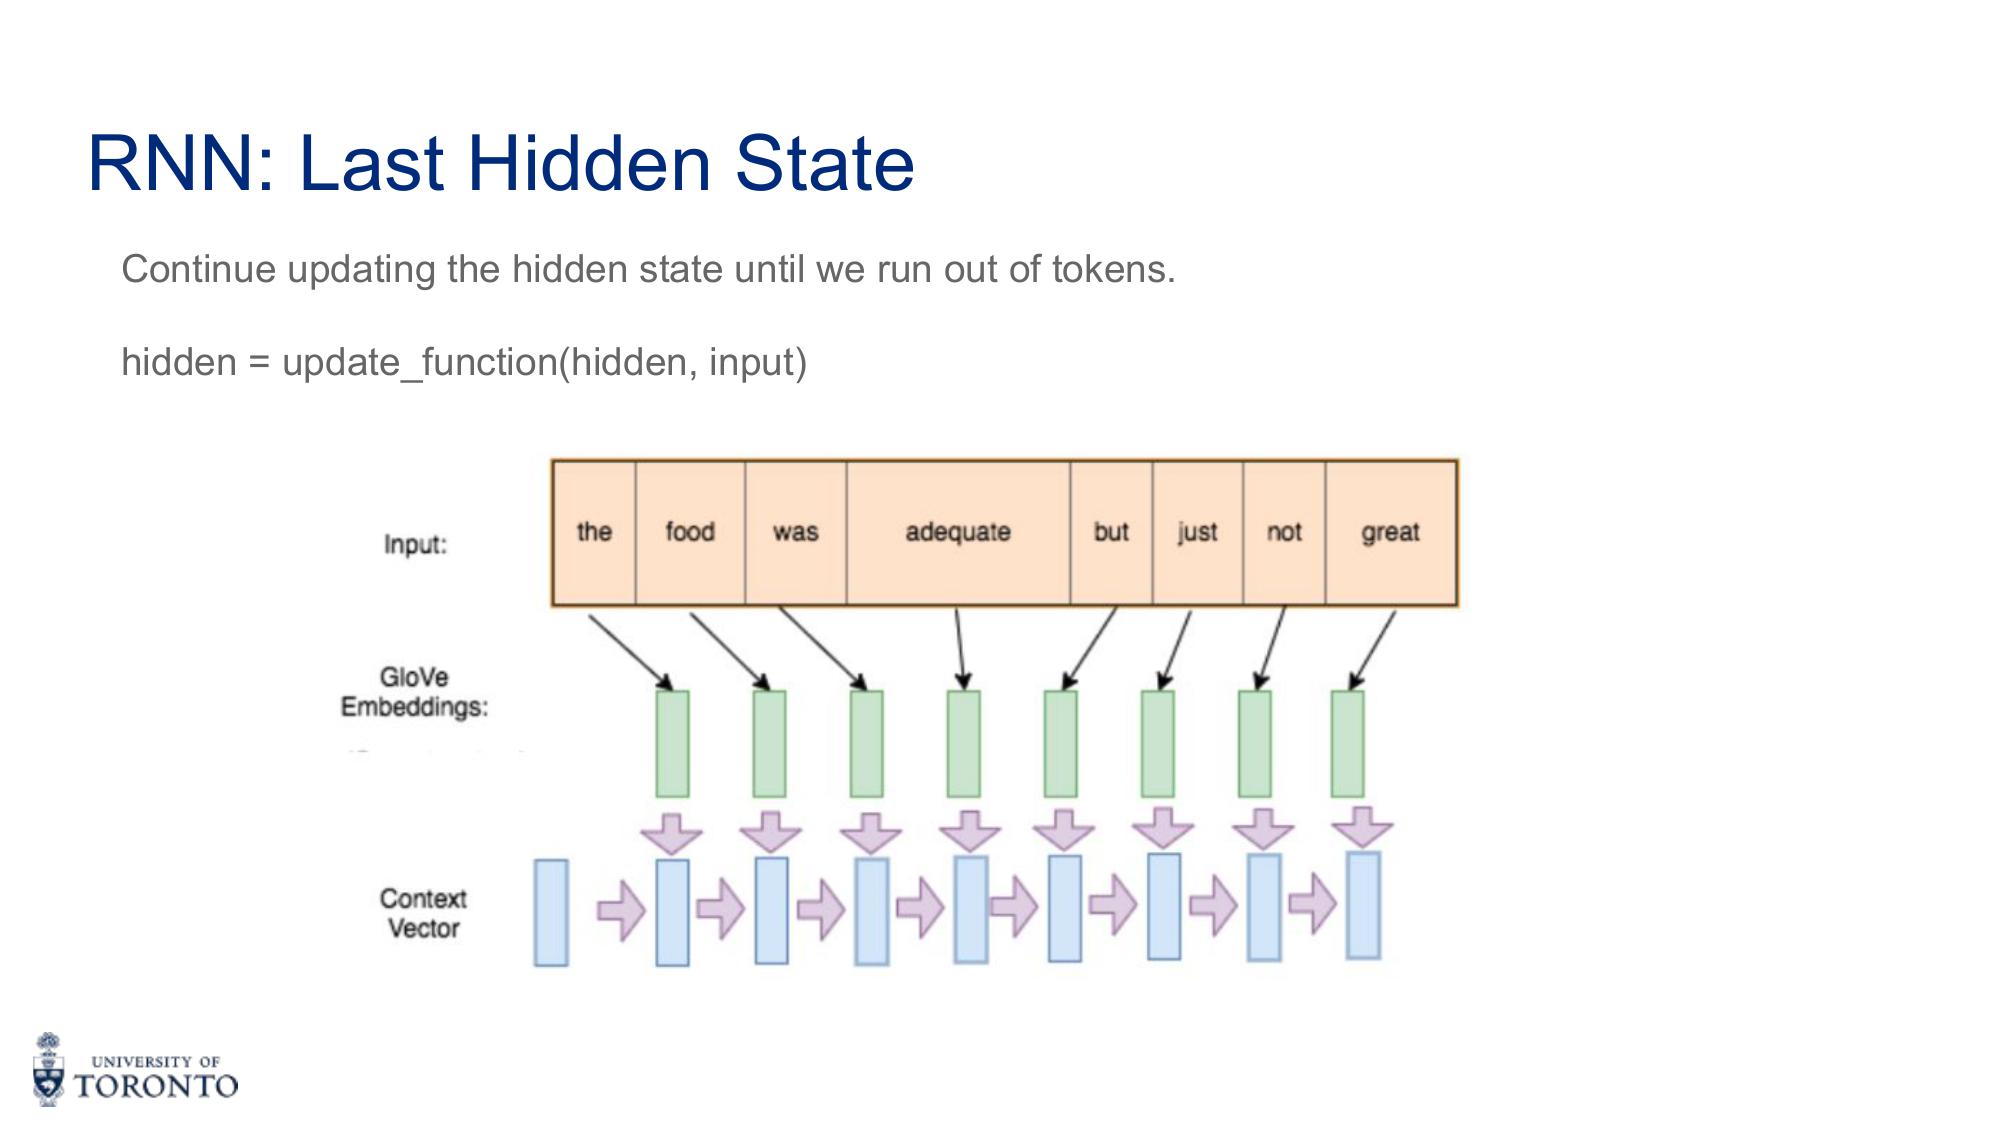 RNN: Last Hidden State
Continue updating the hidden state until we run out of tokens.
hidden = update_function(hidden, input)
Input:
the food was adequate but just not great
GloVe
Embeddings:
Context
Vector
UNIVERSITY OF
TORONTO